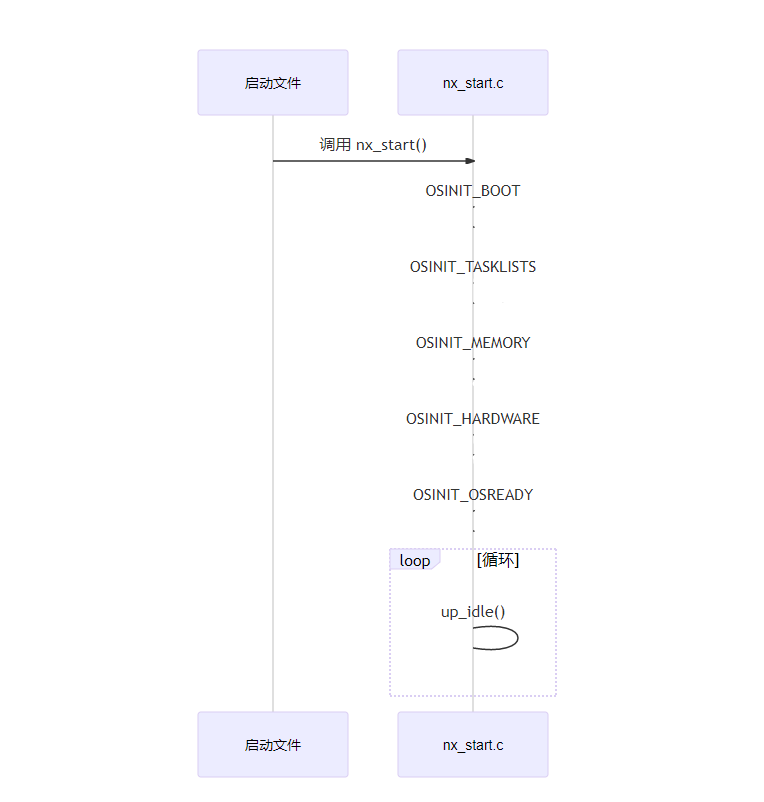 启动文件
nx_start.c
调用 nx_start()
OSINIT_BOOT
OSINIT_TASKLISTS
OSINIT_MEMORY
OSINIT_HARDWARE
OSINIT_OSREADY
loop
[循环]
up_idle()
启动文件
nx_start.c